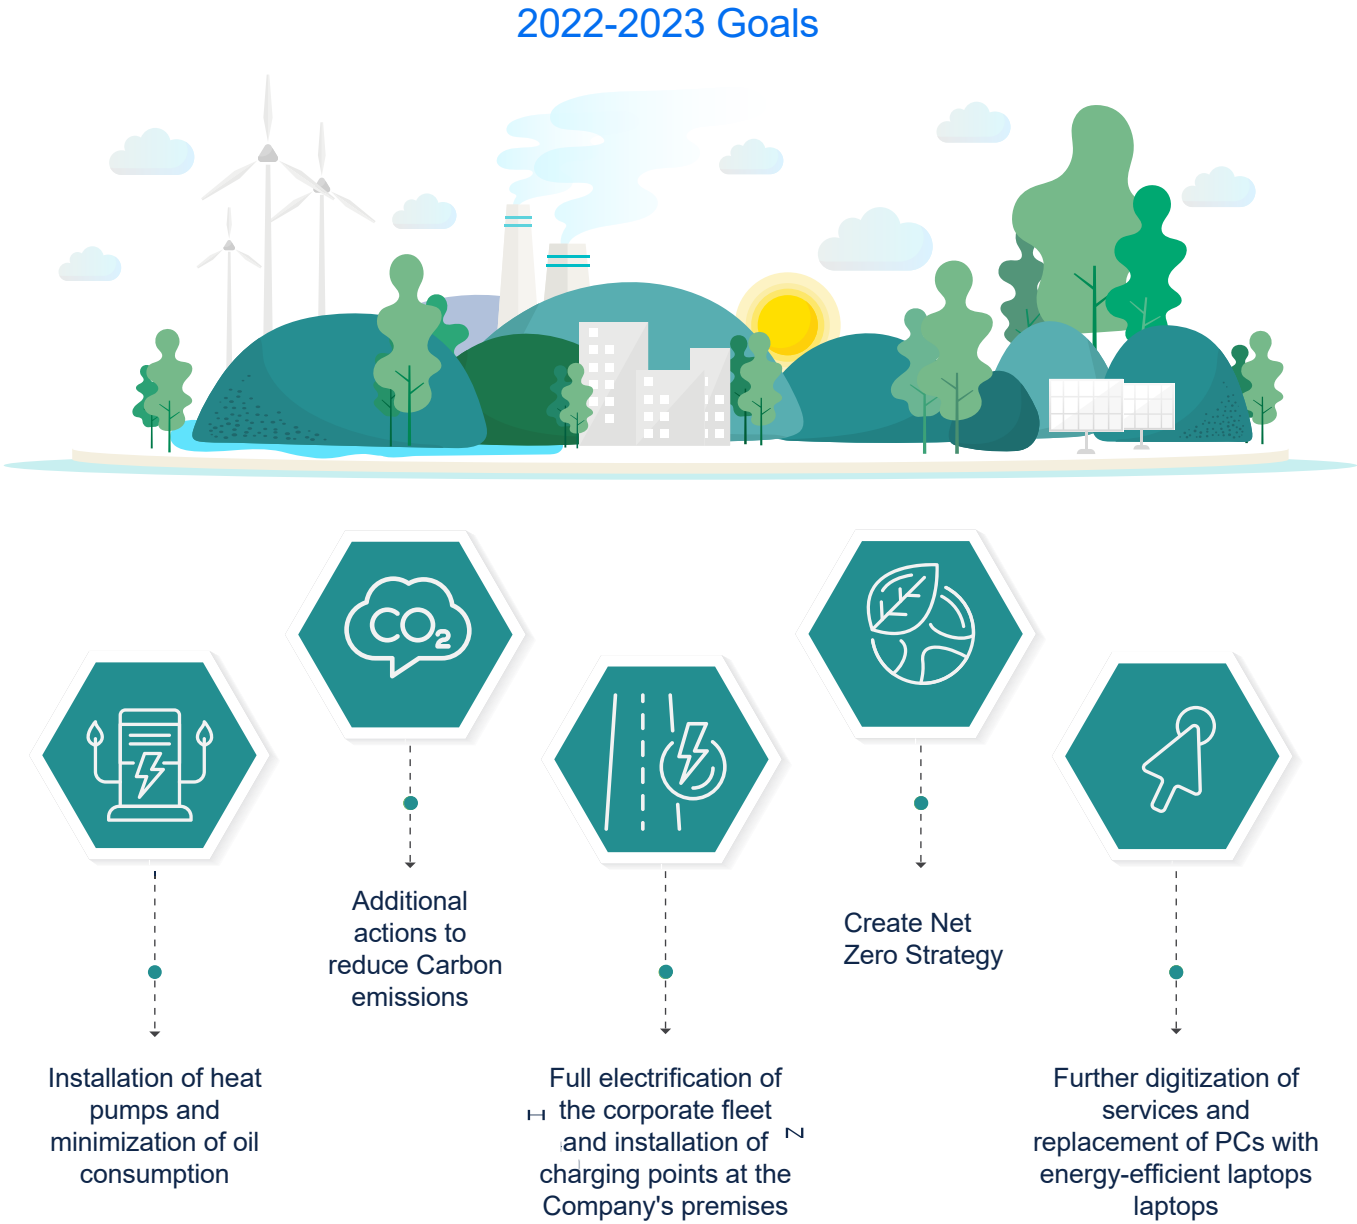 2022-2023 Goals
CO2
Installation of heat
pumps and
minimization of oil
consumption
Additional
actions to
reduce Carbon
emissions
Full electrification of
the corporate fleet
and installation of
charging points at the
Company's premises
Create Net
Zero Strategy
Further digitization of
services and
replacement of PCs with
energy-efficient laptops
laptops